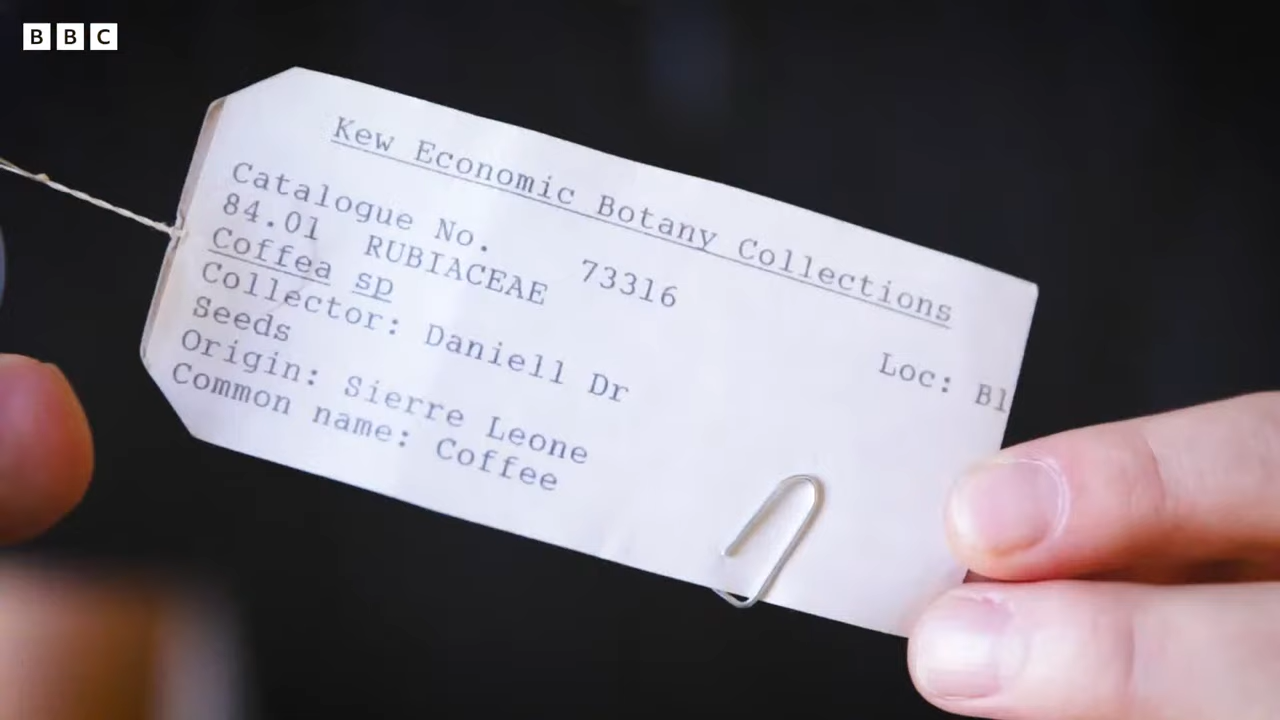 BBC
Kew Economic Botany Collections
Catalogue No. 73316 Loc: Bl
84.01 RUBIACEAE
Coffea sp
Collector: Daniell Dr
Seeds
Origin: Sierre Leone
Common name: Coffee